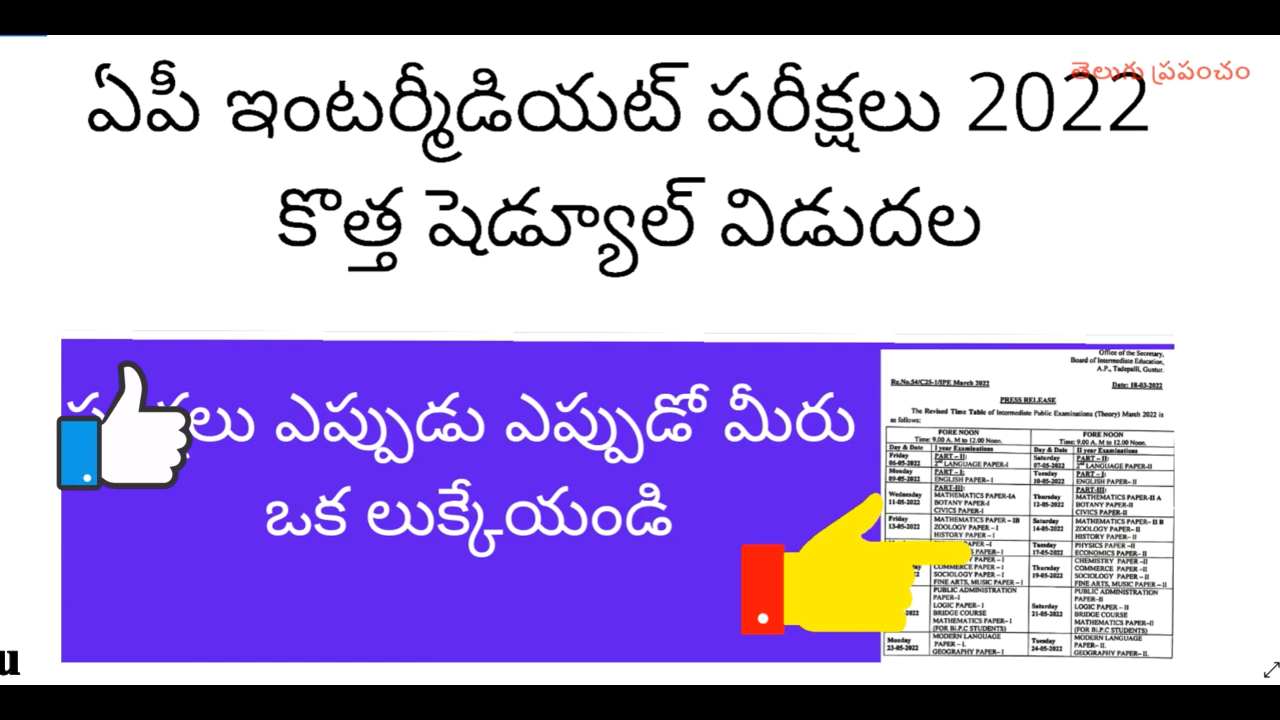 తెలుగు ప్రపంచం
ఏపీ ఇంటర్మీడియట్ పరీక్షలు 2022
కొత్త షెడ్యూల్ విడుదల
ఎప్పుడు ఎప్పుడో మీరు
ఒక లుక్కేయండి
u
Office of the Secretary,
Board of Intermediate Education,
A.P., Tadepalli, Guntur.
Rc.No.54/C25-1/IPE March 2022 Date: 18-03-2022
PRESS RELEASE
The Revised Time Table of Intermediate Public Examinations (Theory) March 2022 is
as follows:
FORE NOON FORE NOON
Time: 9.00 A. M to 12.00 Noon. Time: 9.00 A.M. to 12.00 Noon.
Day & Date I year Examinations Day & Date II year Examinations
Friday PART – II: Saturday PART – II:
06-05-2022 2nd LANGUAGE PAPER-I 07-05-2022 2nd LANGUAGE PAPER-II
Monday PART – I: Tuesday PART – I:
09-05-2022 ENGLISH PAPER- I 10-05-2022 ENGLISH PAPER- II
PART-III: PART-III:
Wednesday MATHEMATICS PAPER-IA Thursday MATHEMATICS PAPER-II A
11-05-2022 BOTANY PAPER-I 12-05-2022 BOTANY PAPER-II
CIVICS PAPER-I CIVICS PAPER-II
Friday MATHEMATICS PAPER – IB Saturday MATHEMATICS PAPER – II B
13-05-2022 ZOOLOGY PAPER – I 14-05-2022 ZOOLOGY PAPER – II
HISTORY PAPER – I HISTORY PAPER – II
PAPER –I Tuesday PHYSICS PAPER –II
PAPER– I 17-05-2022 ECONOMICS PAPER– II
PAPER – I CHEMISTRY PAPER –II
COMMERCE PAPER – I Thursday COMMERCE PAPER – II
SOCIOLOGY PAPER – I 19-05-2022 SOCIOLOGY PAPER – II
FINE ARTS, MUSIC PAPER – I FINE ARTS, MUSIC PAPER – II
PUBLIC ADMINISTRATION PUBLIC ADMINISTRATION
PAPER-I PAPER-II
LOGIC PAPER– I Saturday LOGIC PAPER – II
BRIDGE COURSE 21-05-2022 BRIDGE COURSE
MATHEMATICS PAPER– I MATHEMATICS PAPER–II
(FOR Bi.P.C STUDENTS) (FOR Bi.P.C STUDENTS)
Monday MODERN LANGUAGE Tuesday MODERN LANGUAGE
23-05-2022 PAPER – I. 24-05-2022 PAPER– II.
GEOGRAPHY PAPER– I GEOGRAPHY PAPER– II.